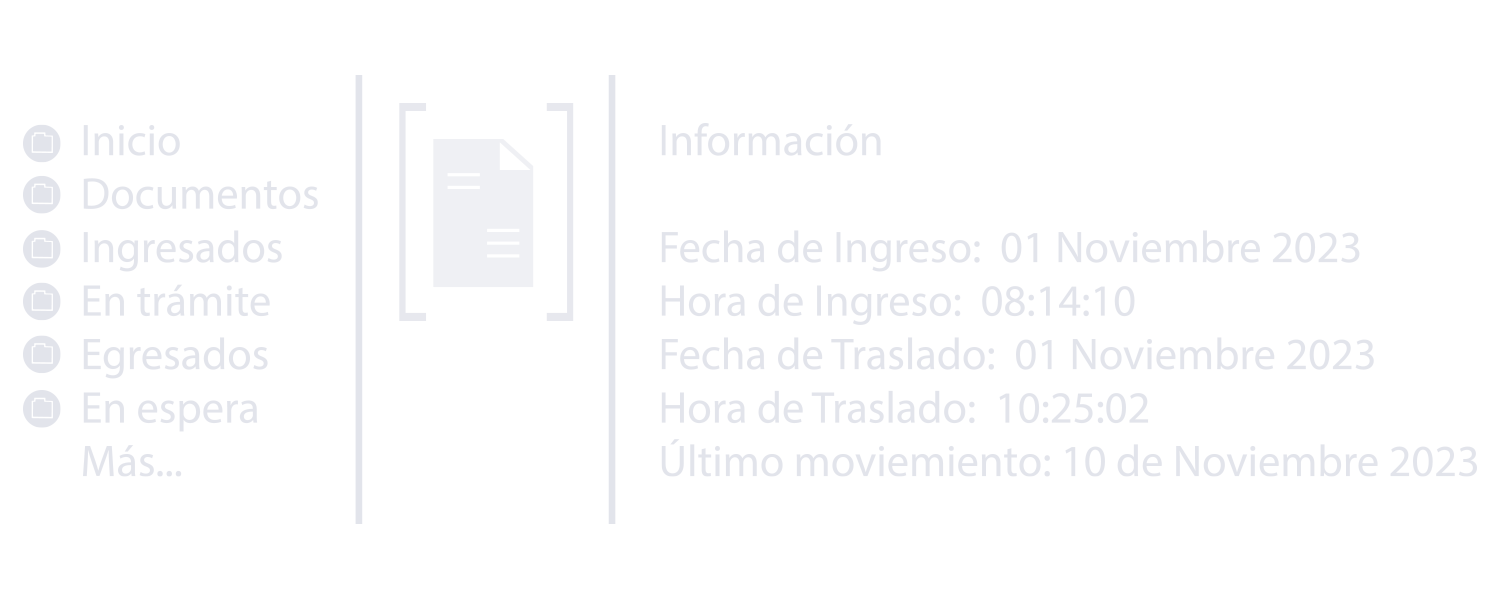 Inicio
Documentos
Ingresados
En trámite
Egresados
En espera
Más...
Información
Fecha de Ingreso: 01 Noviembre 2023
Hora de Ingreso: 08:14:10
Fecha de Traslado: 01 Noviembre 2023
Hora de Traslado: 10:25:02
Último moviemiento: 10 de Noviembre 2023